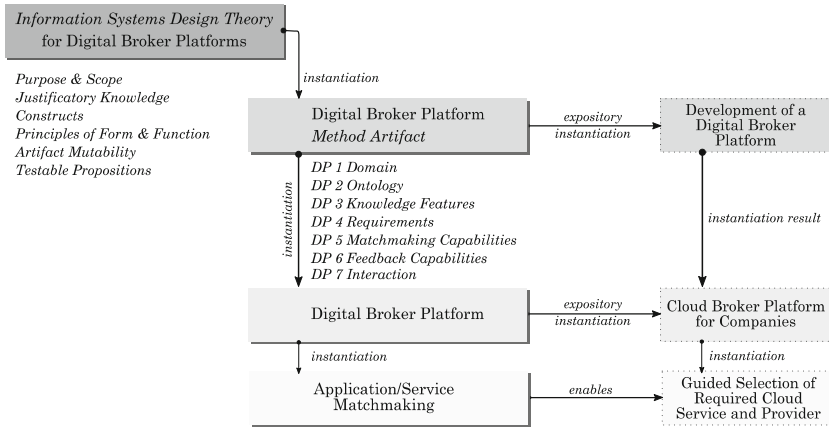 Information Systems Design Theory
for Digital Broker Platforms
Purpose & Scope
Justificatory Knowledge
Constructs
Principles of Form & Function
Artifact Mutability
Testable Propositions
instantiation
Digital Broker Platform
Method Artifact
expository
instantiation
Development of a
Digital Broker
Platform
instantiation
DP 1 Domain
DP 2 Ontology
DP 3 Knowledge Features
DP 4 Requirements
DP 5 Matchmaking Capabilities
DP 6 Feedback Capabilities
DP 7 Interaction
instantiation result
Digital Broker Platform
expository
instantiation
Cloud Broker Platform
for Companies
instantiation
instantiation
Application/Service
Matchmaking
enables
Guided Selection of
Required Cloud
Service and Provider